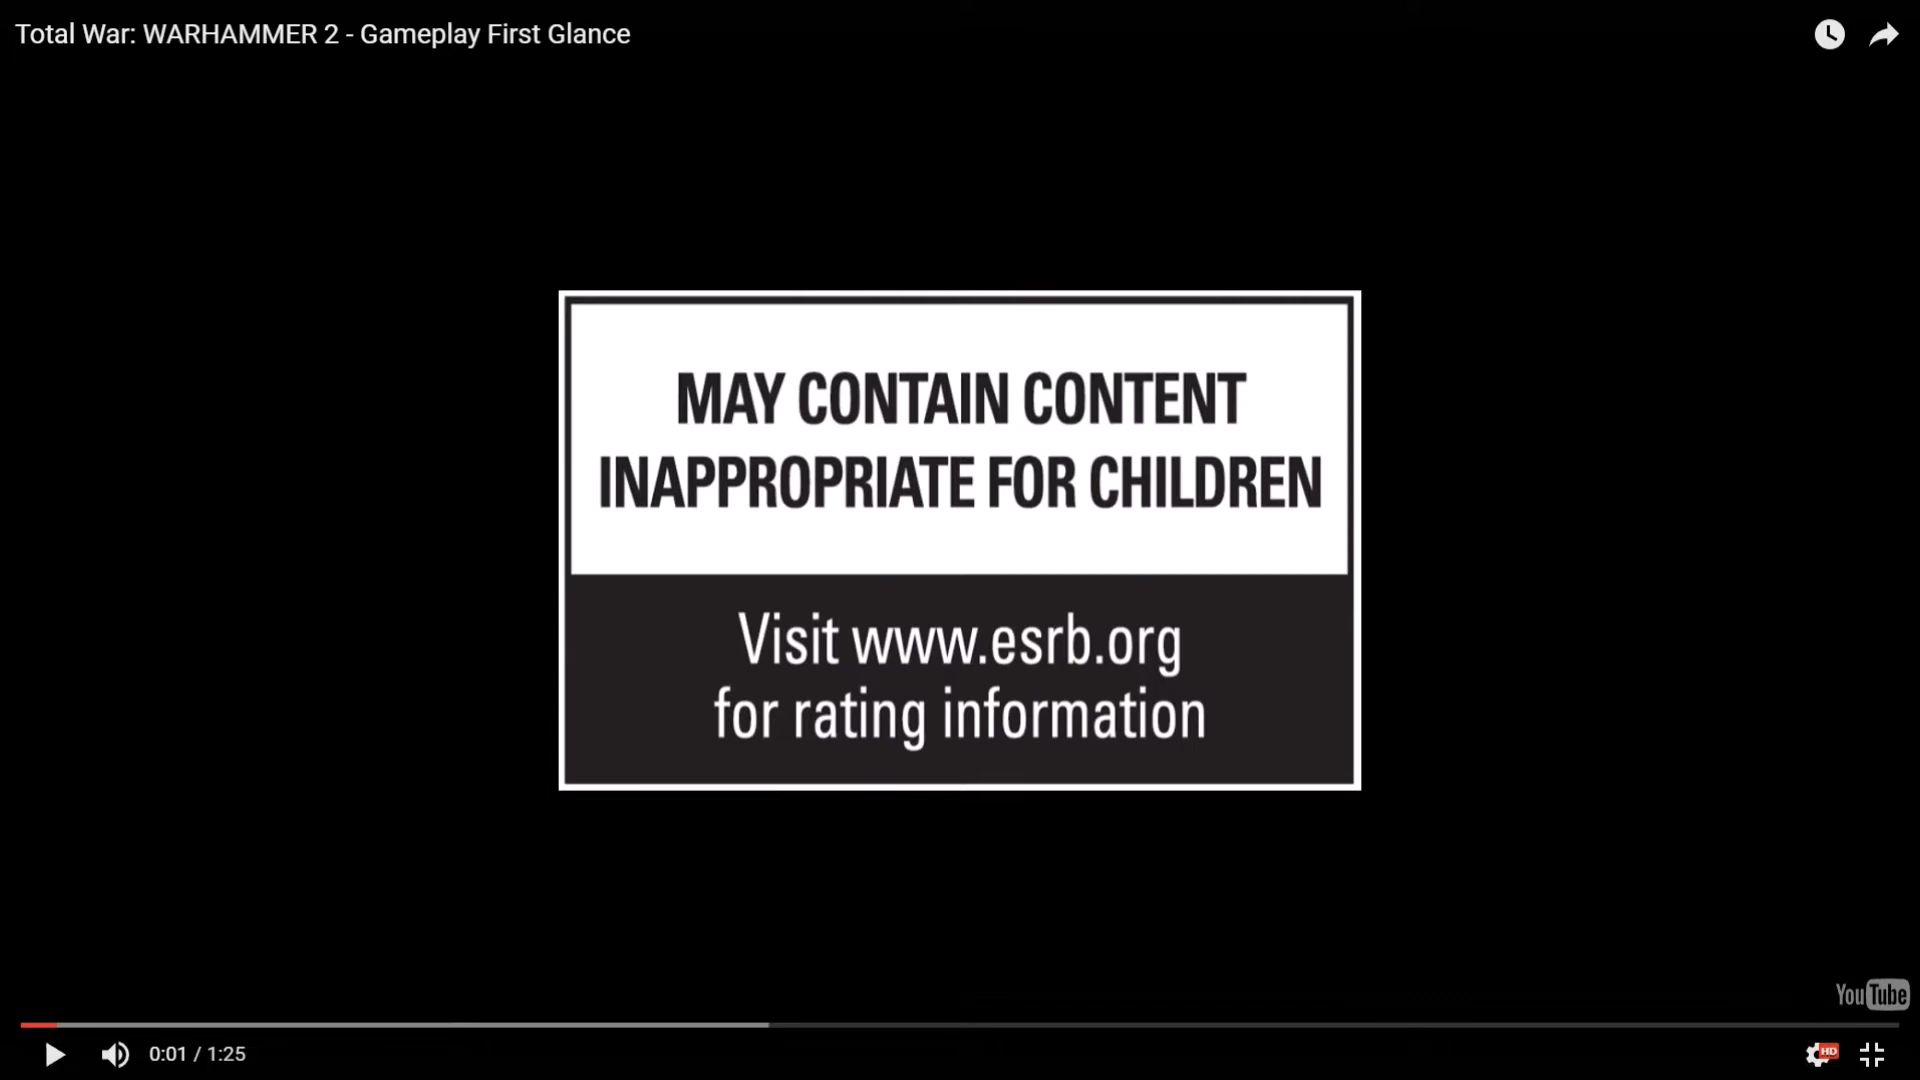 Total War: WARHAMMER 2 - Gameplay First Glance
MAY CONTAIN CONTENT
INAPPROPRIATE FOR CHILDREN
Visit www.esrb.org
for rating information
YouTube
0:01 / 1:25
HD